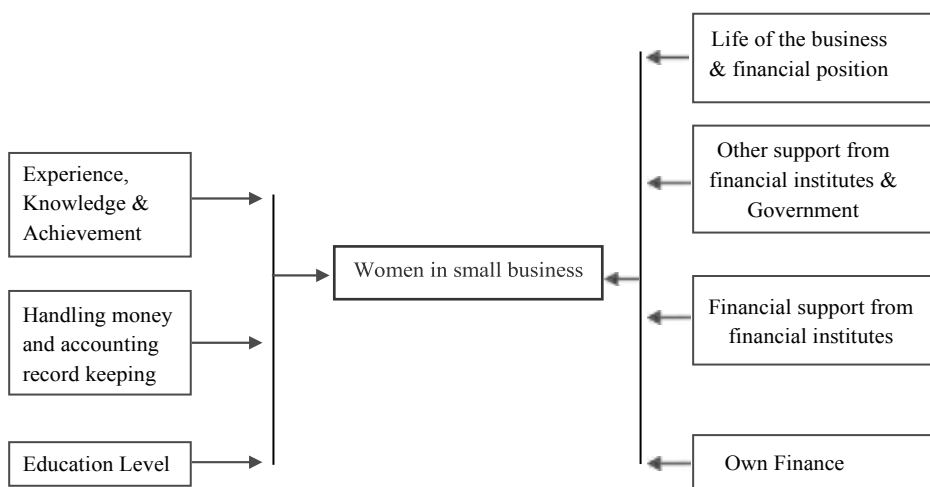 Life of the business
& financial position
Other support from
financial institutes &
Government
Experience,
Knowledge &
Achievement
Women in small business
Handling money
and accounting
record keeping
Financial support from
financial institutes
Education Level
Own Finance